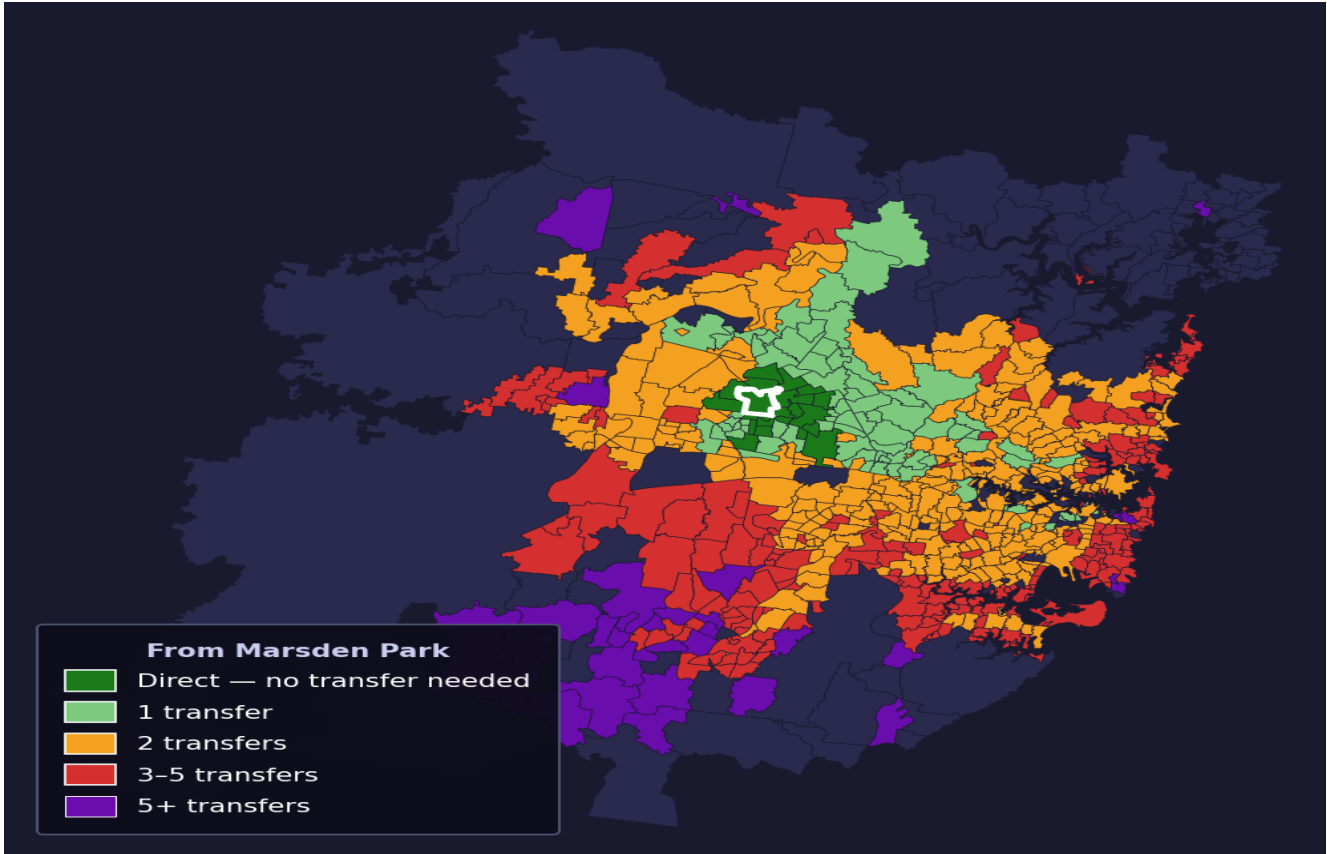 From Marsden Park
Direct — no transfer needed
1 transfer
2 transfers
3–5 transfers
5+ transfers